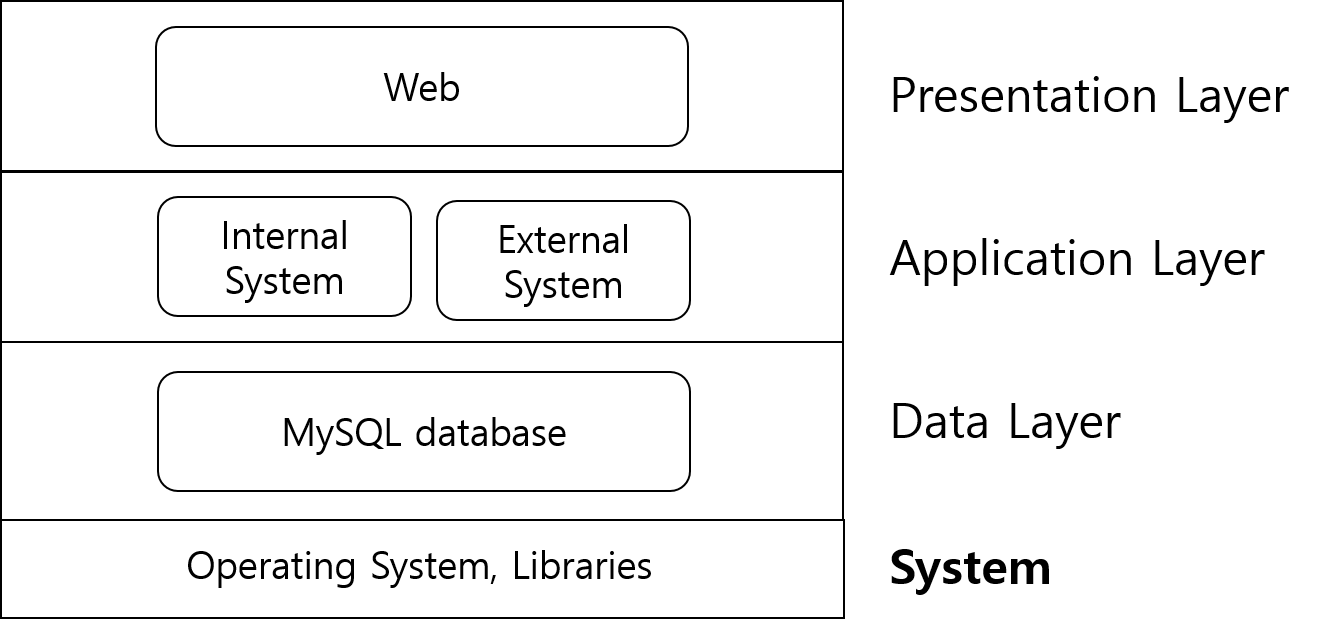 Web
Presentation Layer
Internal
System
External
System
Application Layer
MySQL database
Data Layer
Operating System, Libraries
System